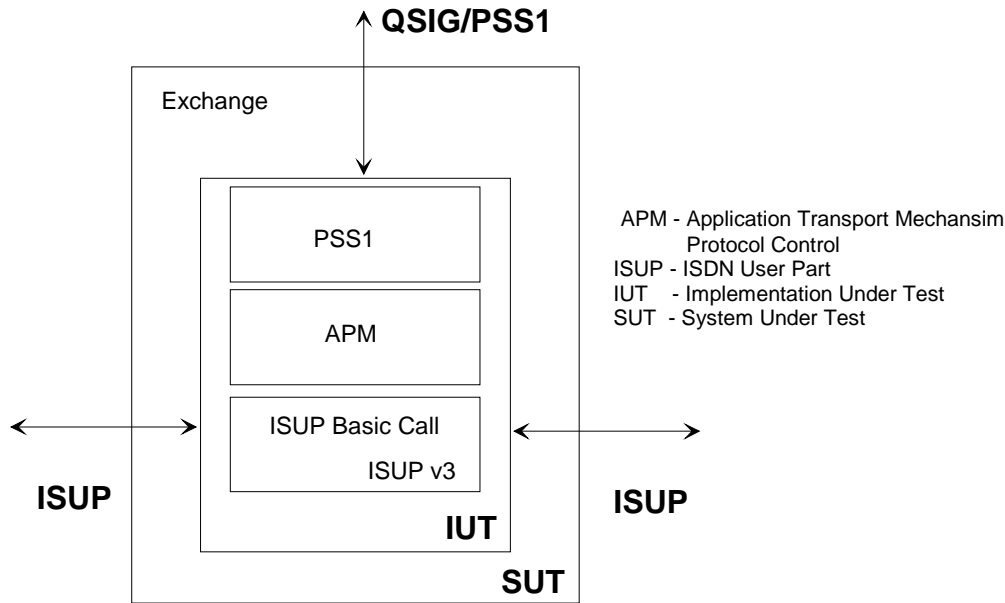 QSIG/PSS1
Exchange
PSS1
APM
ISUP Basic Call
ISUP v3
ISUP
ISUP
IUT
SUT
APM - Application Transport Mechansim
Protocol Control
ISUP - ISDN User Part
IUT - Implementation Under Test
SUT - System Under Test